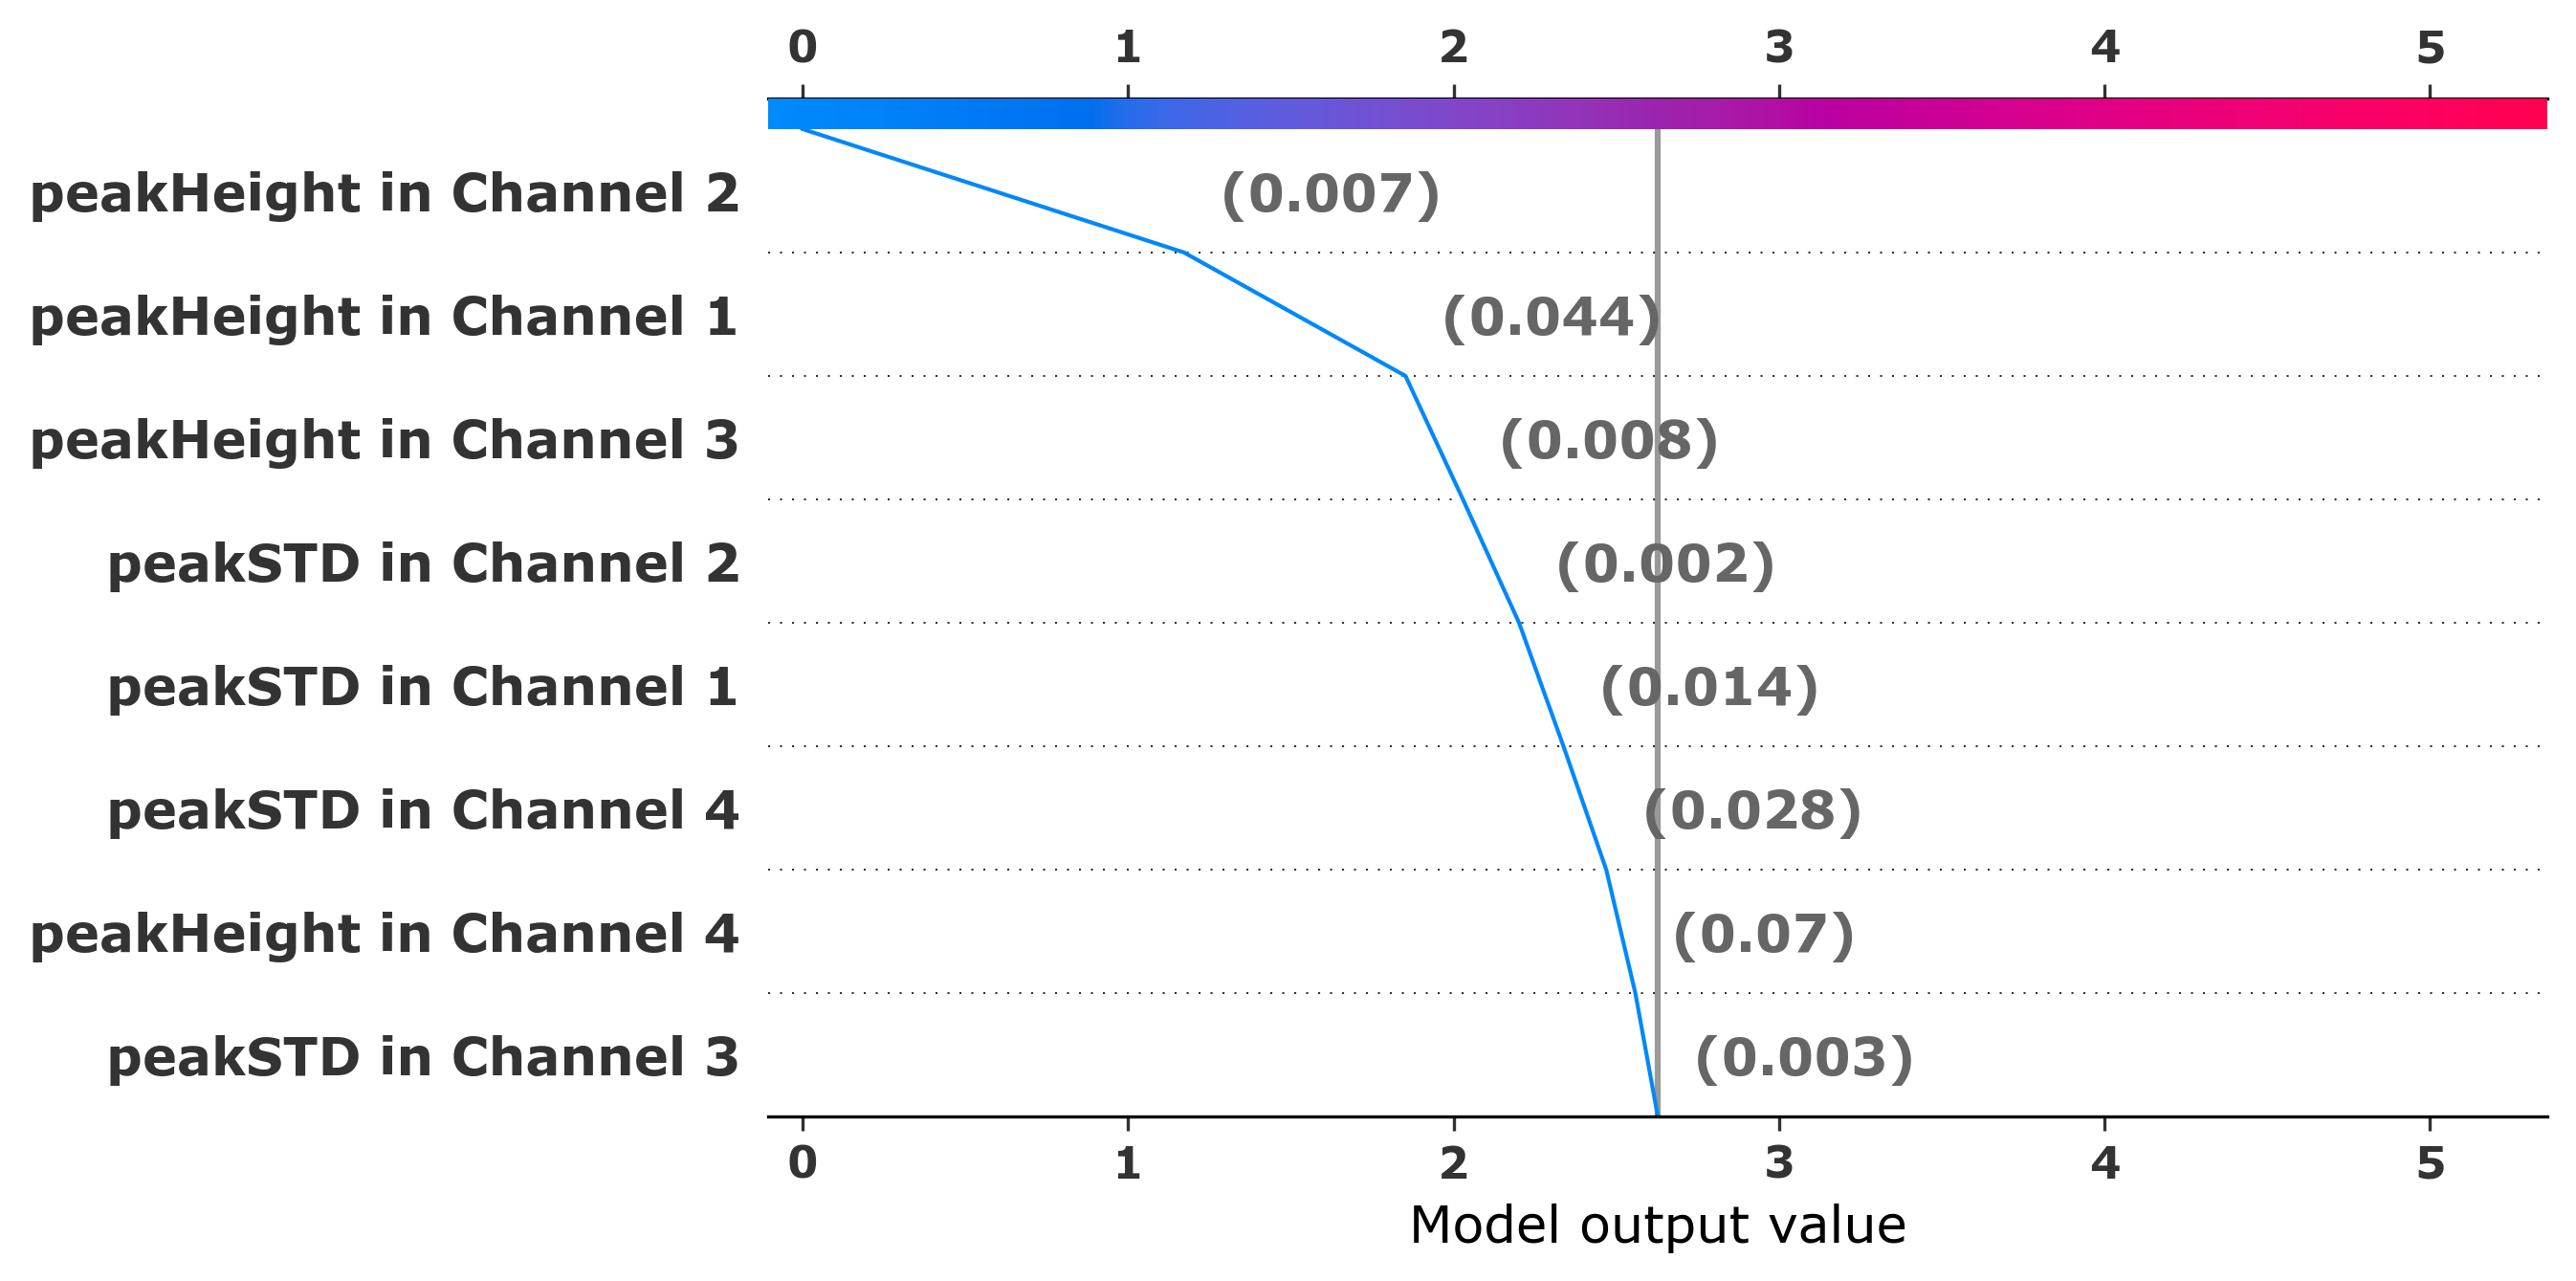 0 1 2 3 4 5
peakHeight in Channel 2 (0.007)
peakHeight in Channel 1 (0.044)
peakHeight in Channel 3 (0.008)
peakSTD in Channel 2 (0.002)
peakSTD in Channel 1 (0.014)
peakSTD in Channel 4 (0.028)
peakHeight in Channel 4 (0.07)
peakSTD in Channel 3 (0.003)
0 1 2 3 4 5
Model output value